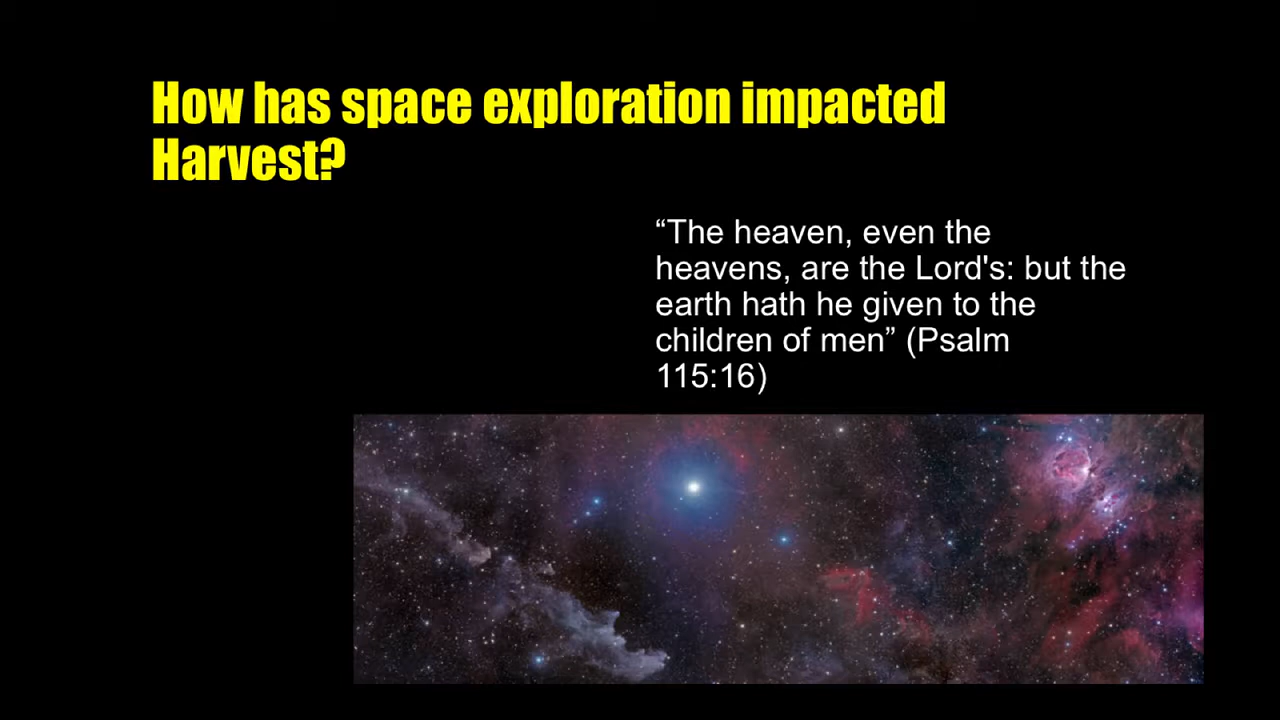 How has space exploration impacted
Harvest?
“The heaven, even the
heavens, are the Lord's: but the
earth hath he given to the
children of men” (Psalm
115:16)